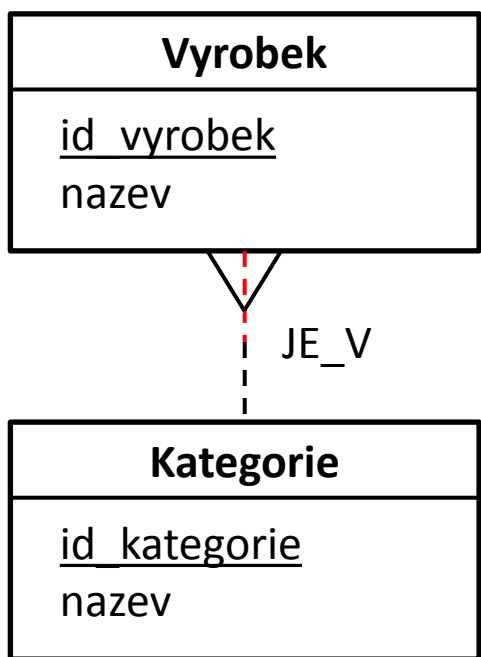 Vyrobek
id_vyrobek
nazev
JE_V
Kategorie
id_kategorie
nazev